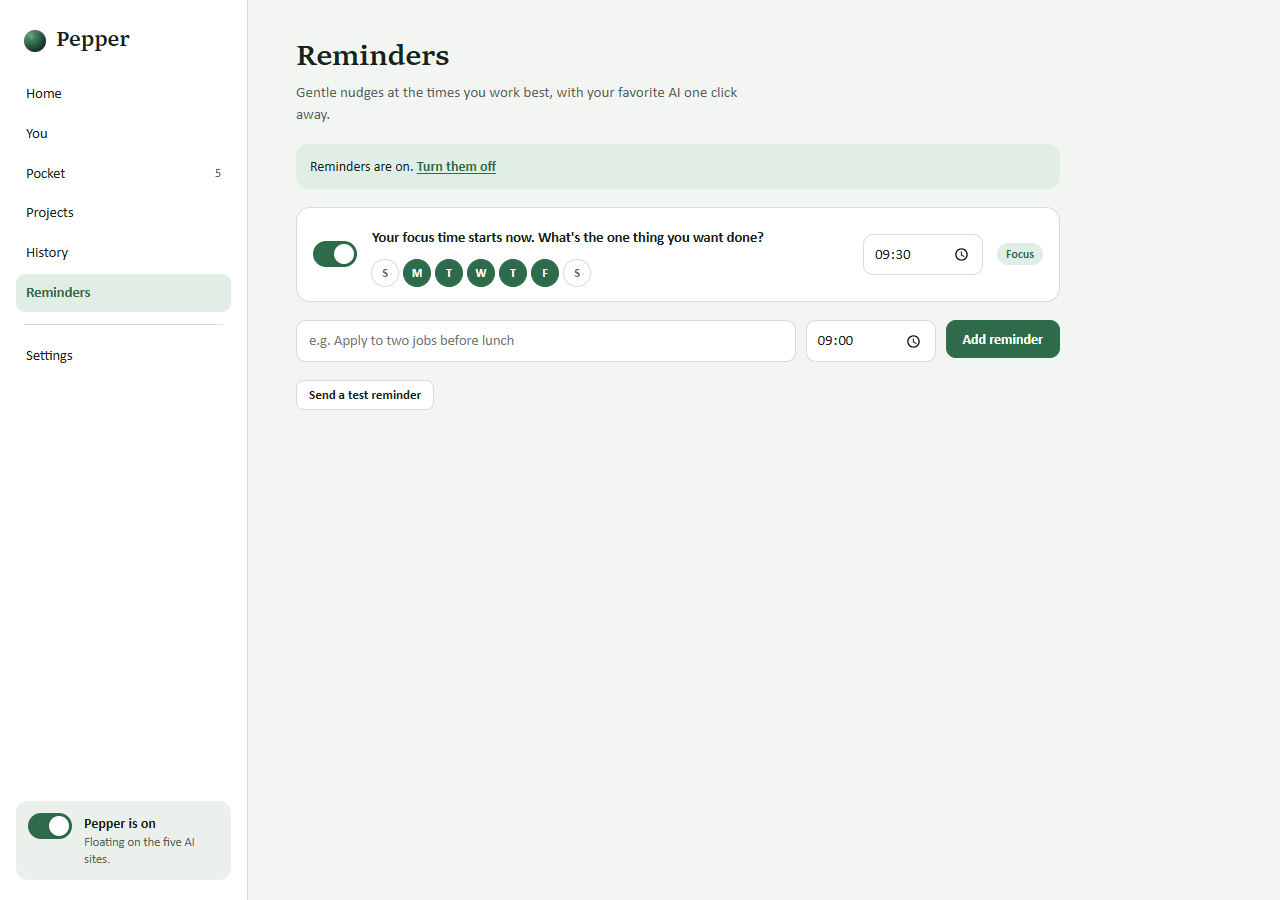 Pepper
Home
You
Pocket 5
Projects
History
Reminders
Settings
Pepper is on
Floating on the five AI
sites.
Reminders
Gentle nudges at the times you work best, with your favorite AI one click
away.
Reminders are on. Turn them off
Your focus time starts now. What's the one thing you want done?
S M T W T F S
09:30
Focus
e.g. Apply to two jobs before lunch
09:00
Add reminder
Send a test reminder